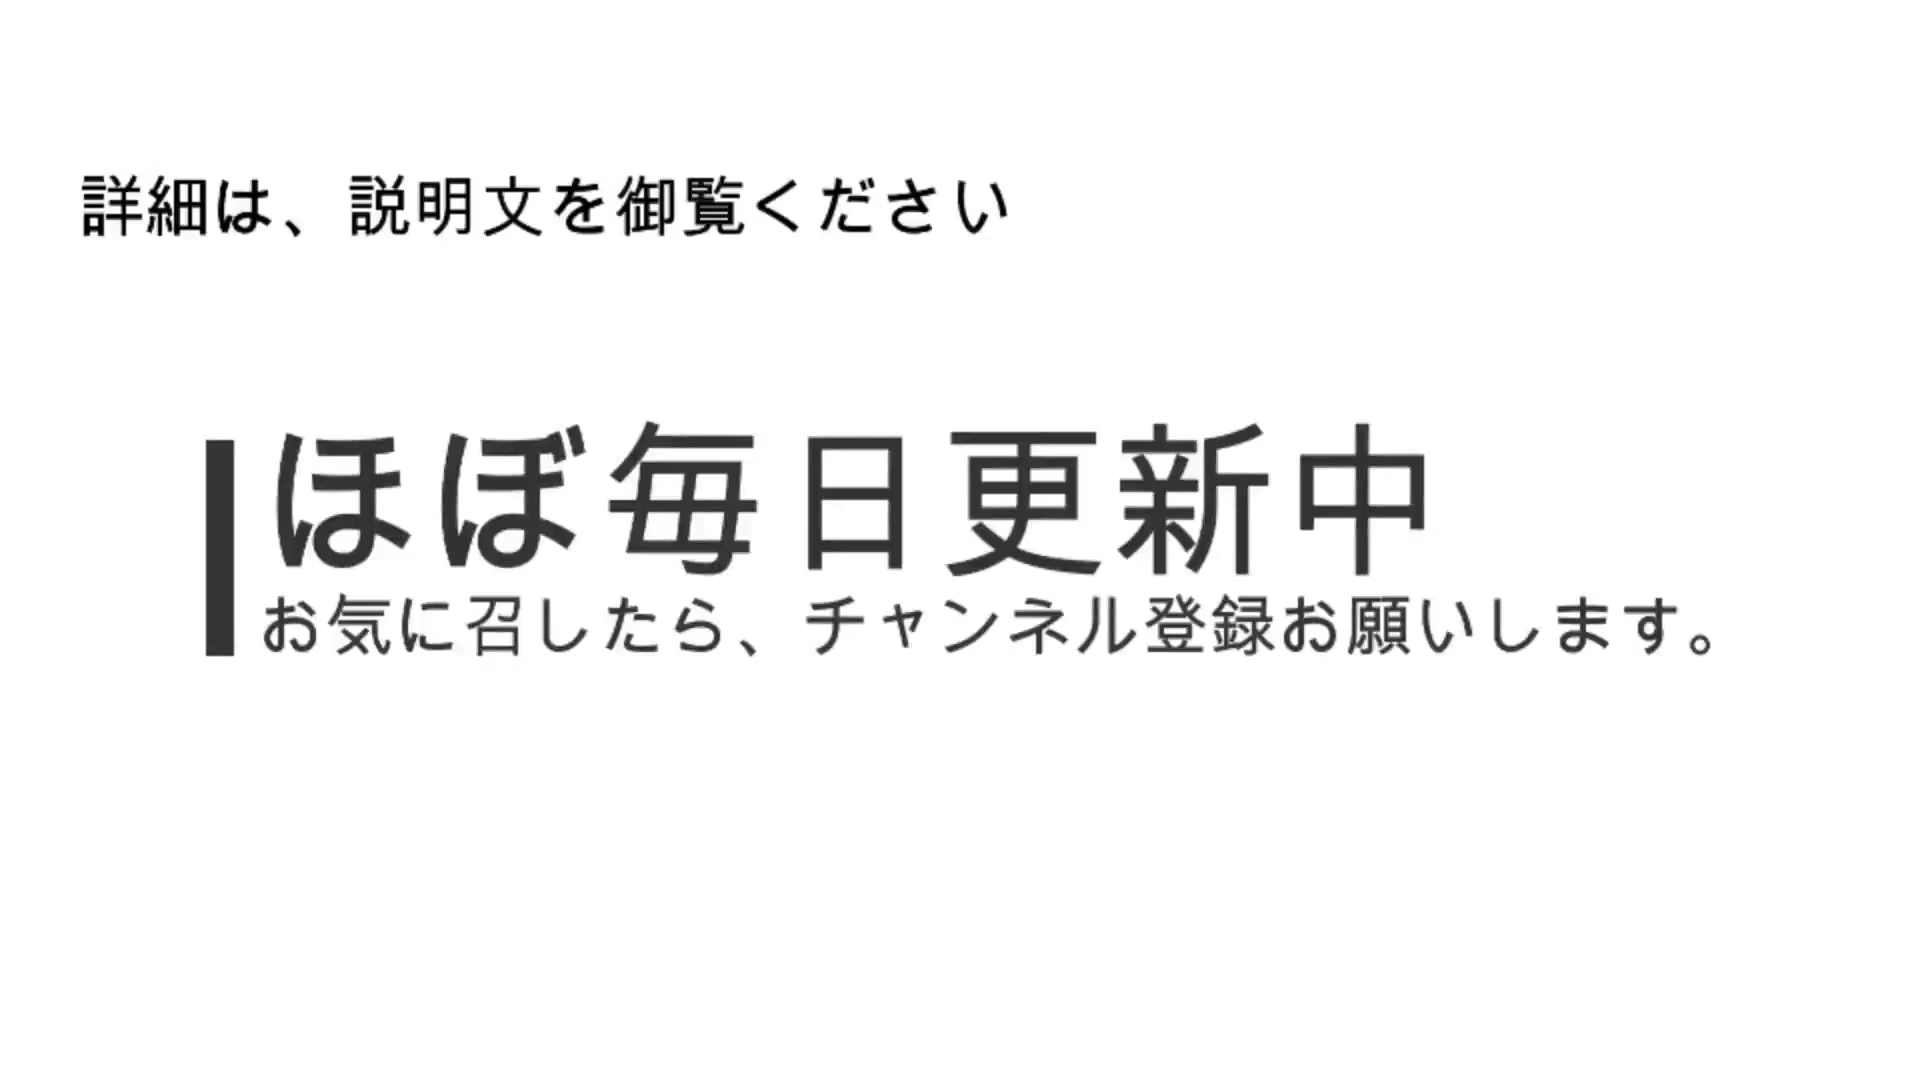 詳細は、説明文を御覧ください
ほぼ毎日更新中
お気に召したら、チャンネル登録お願いします。